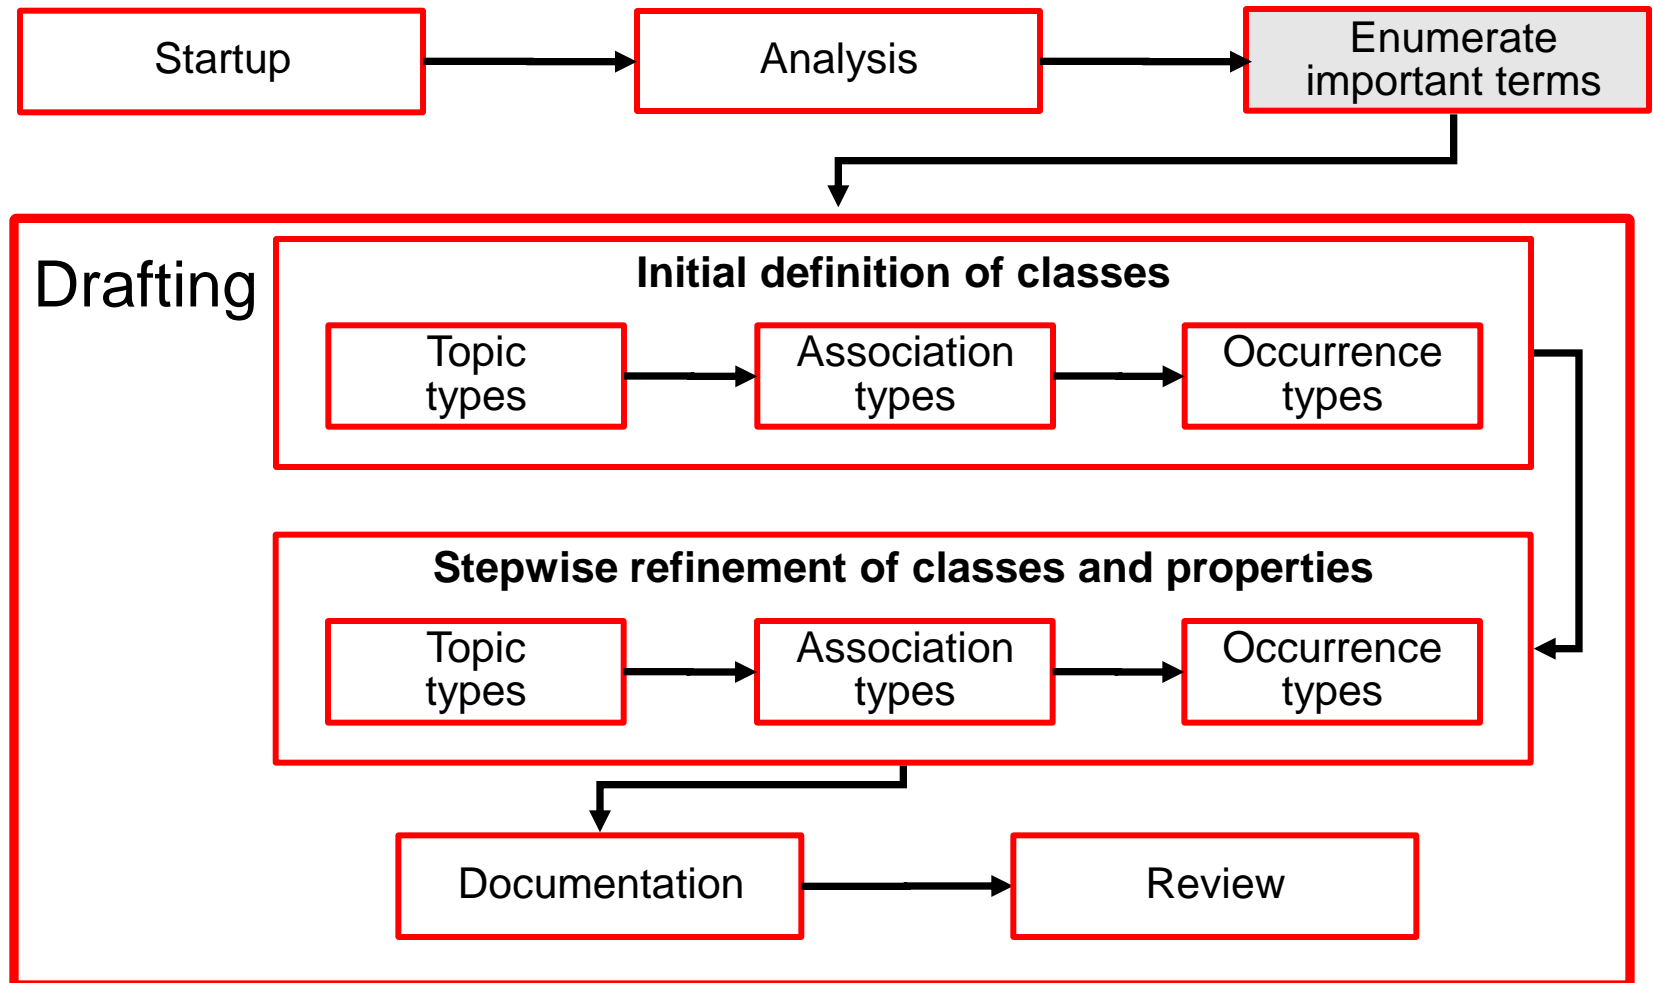 Startup
Analysis
Enumerate
important terms
Drafting
Initial definition of classes
Topic
types
Association
types
Occurrence
types
Stepwise refinement of classes and properties
Topic
types
Association
types
Occurrence
types
Documentation
Review